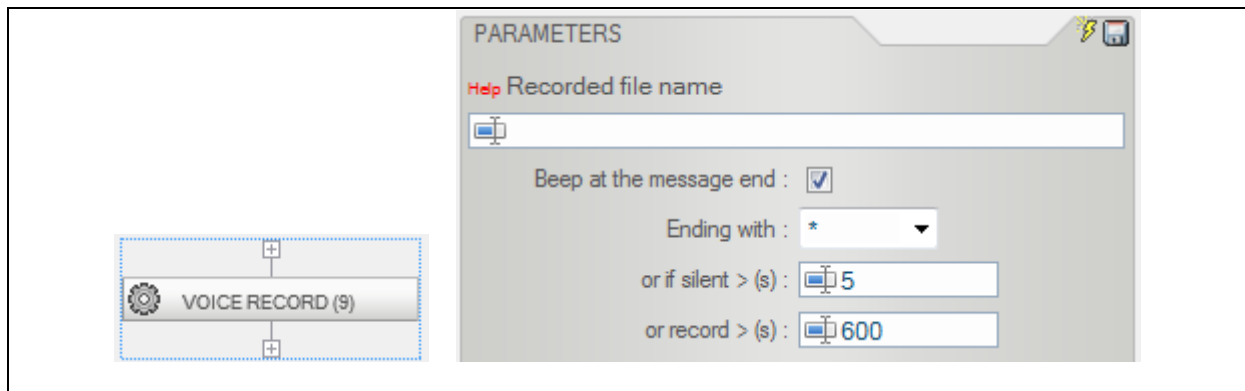 PARAMETERS
Help Recorded file name
Beep at the message end :
Ending with : *
or if silent > (s) : 5
or record > (s) : 600
VOICE RECORD (9)